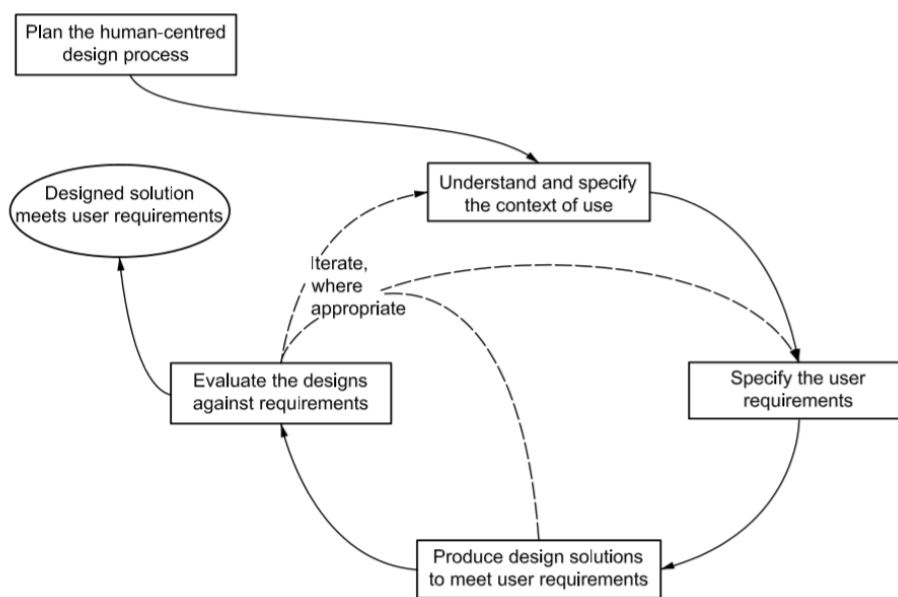 Plan the human-centred
design process
Understand and specify
the context of use
Designed solution
meets user requirements
Iterate,
where
appropriate
Evaluate the designs
against requirements
Specify the user
requirements
Produce design solutions
to meet user requirements